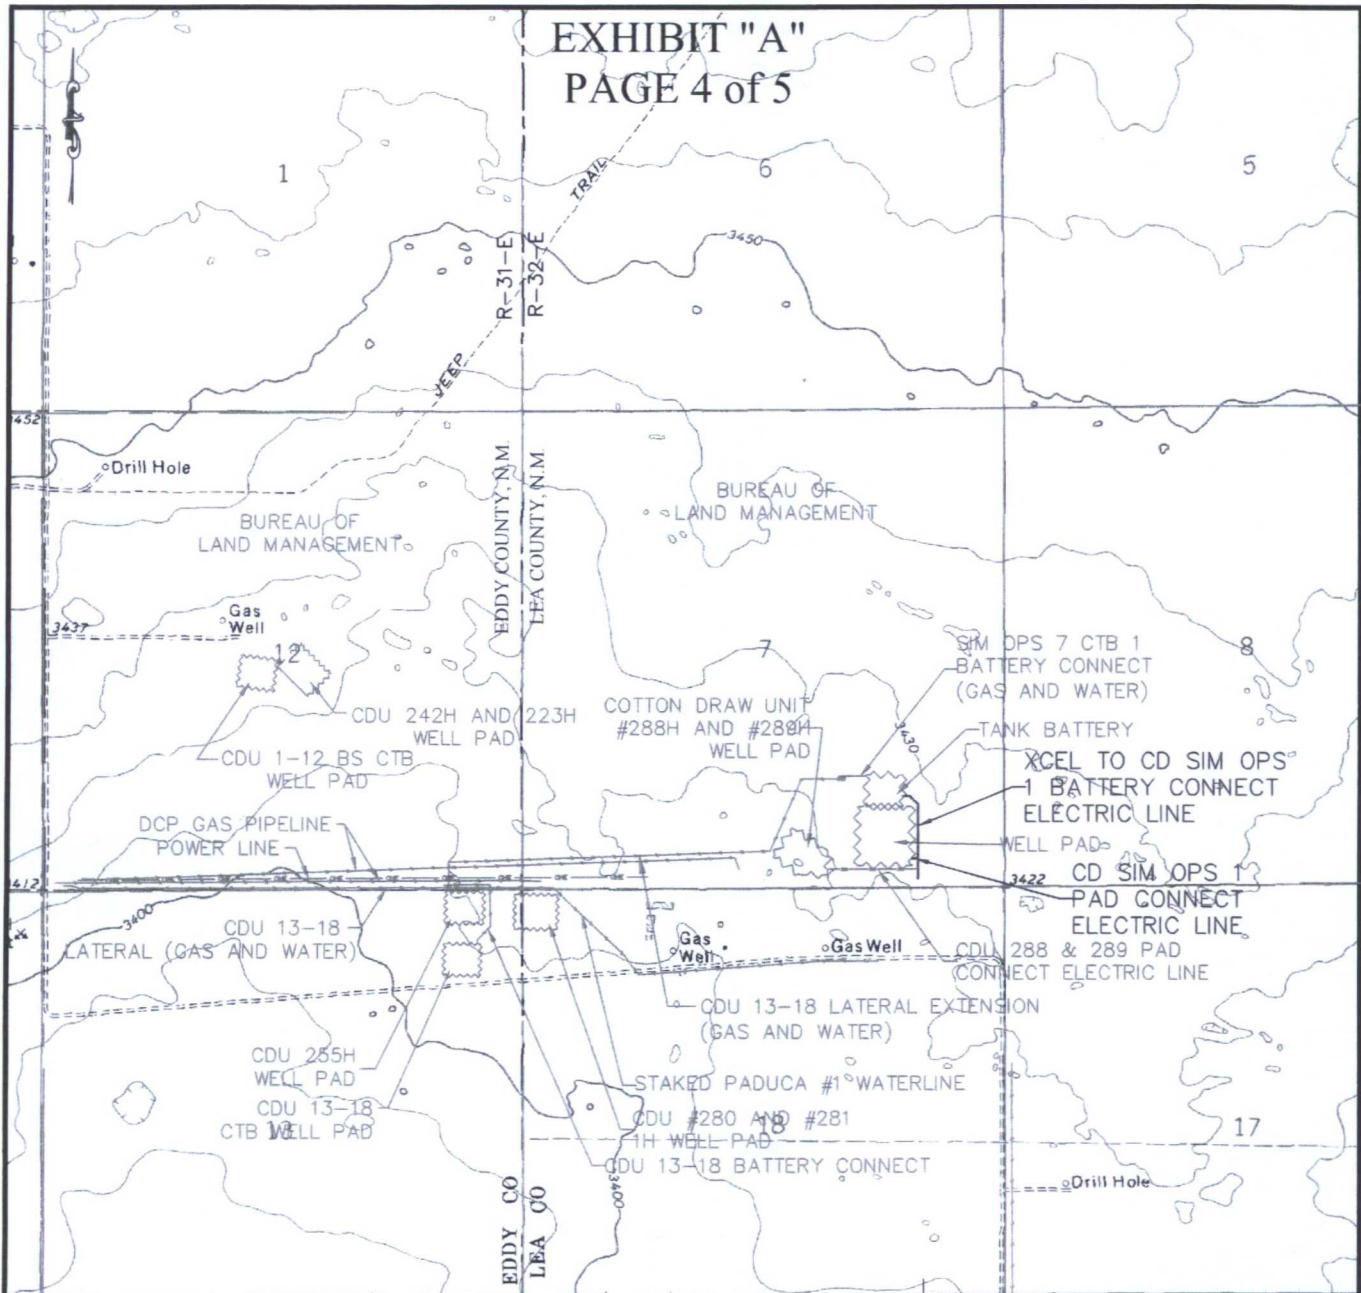 EXHIBIT "A"
PAGE 4 of 5
1
6
5
TRAIL
3450
R-31-E
R-32-E
JEEP
3452
Drill Hole
EDDY COUNTY, N.M.
LEA COUNTY, N.M.
BUREAU OF
LAND MANAGEMENT
BUREAU OF
LAND MANAGEMENT
Gas
Well
3437
12
7
8
SIM OPS 7 CTB 1
BATTERY CONNECT
(GAS AND WATER)
CDU 242H AND 223H
WELL PAD
COTTON DRAW UNIT
#288H AND #289H
WELL PAD
3430
TANK BATTERY
CDU 1-12 BS CTB
WELL PAD
XCEL TO CD SIM OPS
1 BATTERY CONNECT
ELECTRIC LINE
DCP GAS PIPELINE
POWER LINE
WELL PAD
CD SIM OPS 1
PAD CONNECT
ELECTRIC LINE
3412
3422
3400
CDU 13-18
LATERAL (GAS AND WATER)
Gas
Well
Gas Well
CDU 288 & 289 PAD
CONNECT ELECTRIC LINE
CDU 13-18 LATERAL EXTENSION
(GAS AND WATER)
CDU 255H
WELL PAD
STAKED PADUCA #1 WATERLINE
CDU 13-18
CTB WELL PAD
13
CDU #280 AND #281
1H WELL PAD
18
17
CDU 13-18 BATTERY CONNECT
3400
Drill Hole
EDDY CO
LEA CO